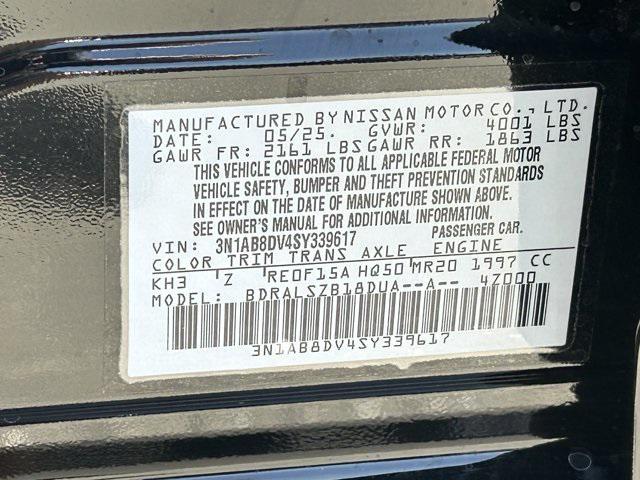 MANUFACTURED BY NISSAN MOTOR CO., LTD.
DATE: 05/25. GVWR: 4001 LBS
GAWR FR: 2161 LBS GAWR RR: 1863 LBS
THIS VEHICLE CONFORMS TO ALL APPLICABLE FEDERAL MOTOR
VEHICLE SAFETY, BUMPER AND THEFT PREVENTION STANDARDS
IN EFFECT ON THE DATE OF MANUFACTURE SHOWN ABOVE.
SEE OWNER'S MANUAL FOR ADDITIONAL INFORMATION.
VIN: 3N1AB8DV4SY339617 PASSENGER CAR.
COLOR TRIM TRANS AXLE ENGINE
KH3 Z RE0F15A HQ50 MR20 1997 CC
MODEL: BDRALSZB18DUA--A-- 4Z000
3N1AB8DV4SY339617